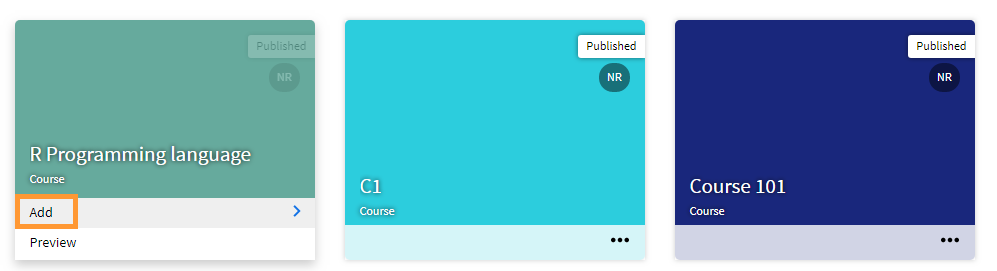 Published
NR
R Programming language
Course
Add
Preview
Published
NR
C1
Course
Published
NR
Course 101
Course